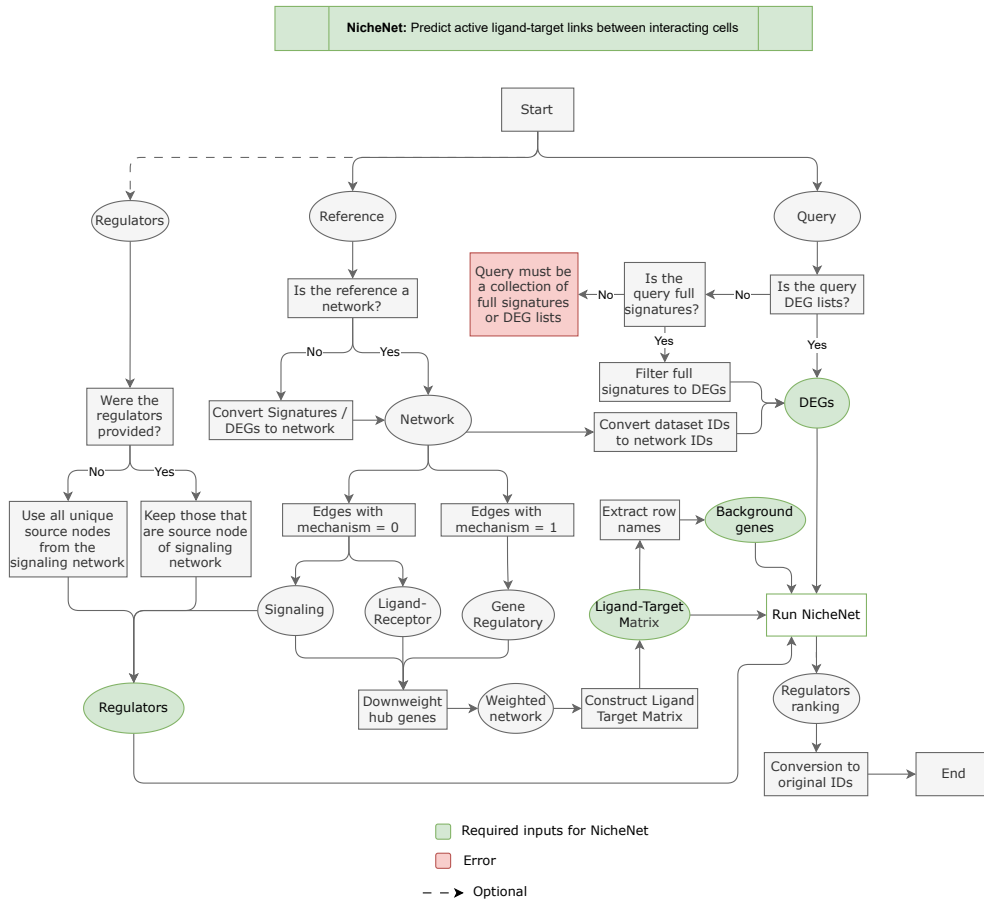 NicheNet: Predict active ligand-target links between interacting cells
Start
Regulators
Reference
Query
Is the reference a
network?
Query must be
a collection of
full signatures
or DEG lists
No
Is the
query full
signatures?
No
Is the query
DEG lists?
No
Yes
Yes
Yes
Were the
regulators
provided?
Convert Signatures /
DEGs to network
Network
Filter full
signatures to DEGs
Convert dataset IDs
to network IDs
DEGs
No
Yes
Use all unique
source nodes
from the
signaling network
Keep those that
are source node
of signaling
network
Edges with
mechanism = 0
Edges with
mechanism = 1
Extract row
names
Background
genes
Signaling
Ligand-
Receptor
Gene
Regulatory
Ligand-Target
Matrix
Run NicheNet
Regulators
Downweight
hub genes
Weighted
network
Construct Ligand
Target Matrix
Regulators
ranking
Conversion to
original IDs
End
Required inputs for NicheNet
Error
Optional